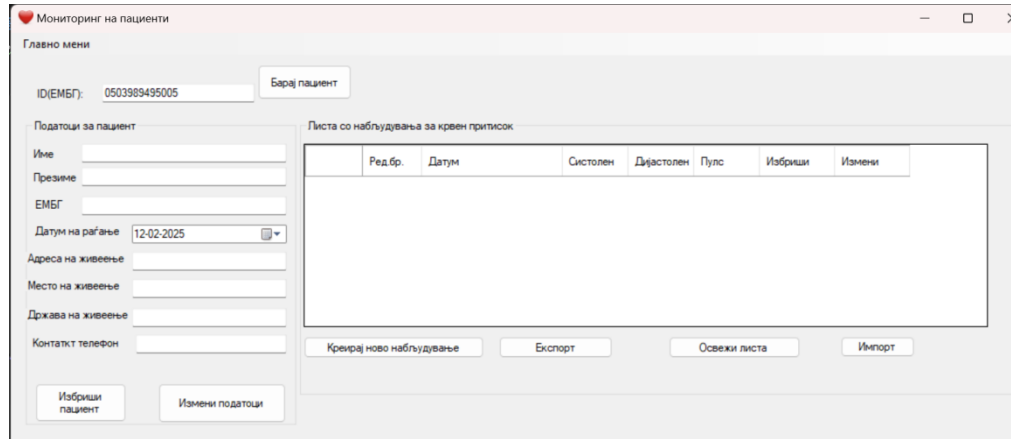 Мониторинг на пациенти
Главно мени
ID(ЕМБГ): 0503989495005 Барај пациент
Податоци за пациент
Име
Презиме
ЕМБГ
Датум на раѓање 12-02-2025
Адреса на живеење
Место на живеење
Држава на живеење
Контаткт телефон
Избриши пациент
Измени податоци
Листа со набљудувања за крвен притисок
Ред.бр. Датум Систолен Дијастолен Пулс Избриши Измени
Креирај ново набљудување Експорт Освежи листа Импорт